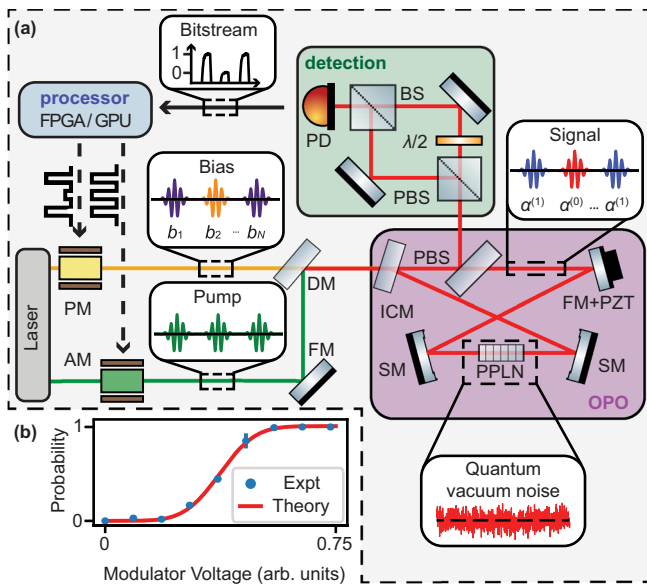 (a)
Bitstream
1
0
processor
FPGA/GPU
detection
BS
PD
λ/2
PBS
Signal
α(1) α(0) ... α(1)
Bias
b1 b2 ... bN
Laser
PM
DM
PBS
ICM
FM+PZT
Pump
AM
FM
SM
PPLN
SM
OPO
(b)
Probability
1
0
Expt
Theory
0
0.75
Modulator Voltage (arb. units)
Quantum
vacuum noise